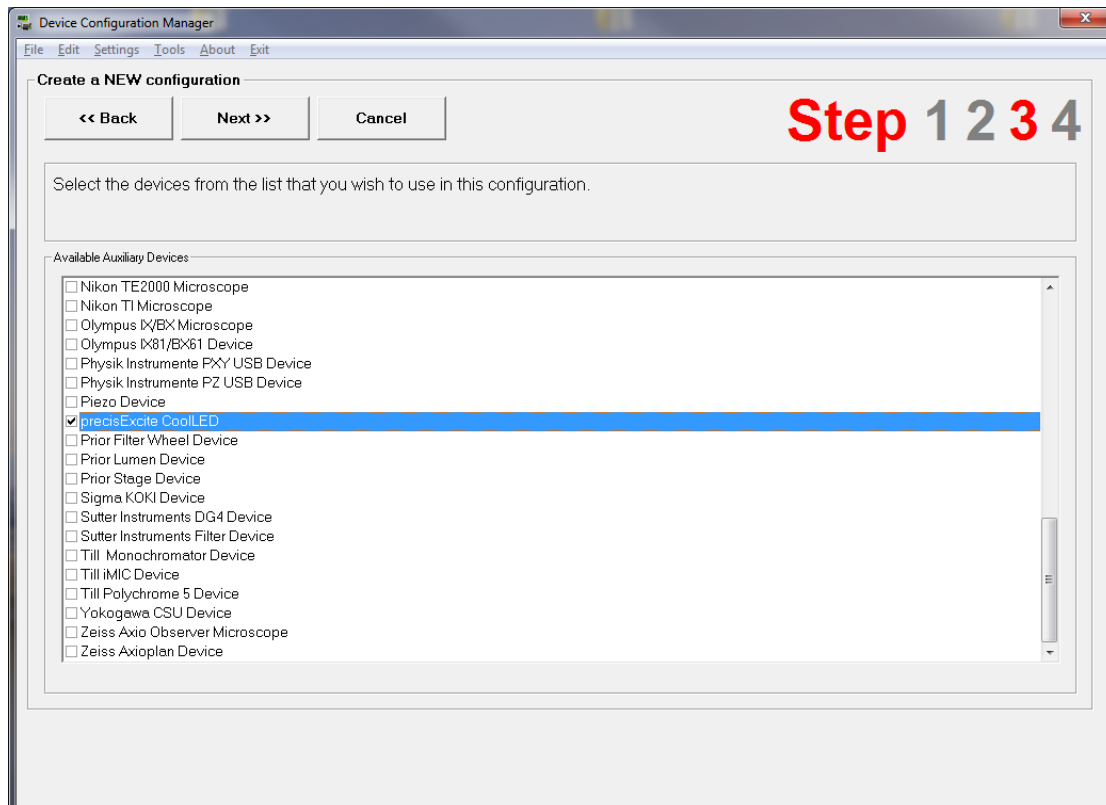 Device Configuration Manager
File Edit Settings Tools About Exit
Create a NEW configuration
<< Back Next >> Cancel
Step 1 2 3 4
Select the devices from the list that you wish to use in this configuration.
Available Auxiliary Devices
Nikon TE2000 Microscope
Nikon TI Microscope
Olympus IX/BX Microscope
Olympus IX81/BX61 Device
Physik Instrumente PXY USB Device
Physik Instrumente PZ USB Device
Piezo Device
precisExcite CoolLED
Prior Filter Wheel Device
Prior Lumen Device
Prior Stage Device
Sigma KOKI Device
Sutter Instruments DG4 Device
Sutter Instruments Filter Device
Till Monochromator Device
Till iMIC Device
Till Polychrome 5 Device
Yokogawa CSU Device
Zeiss Axio Observer Microscope
Zeiss Axioplan Device